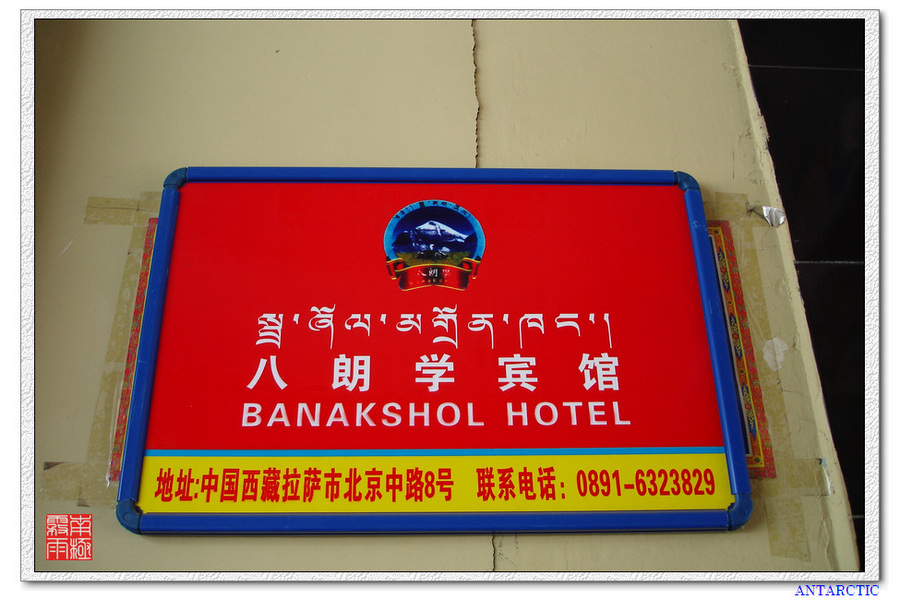 སྦྲ་ཞོལ་མགྲོན་ཁང་།
八朗学宾馆
BANAKSHOL HOTEL
地址:中国西藏拉萨市北京中路8号 联系电话：0891-6323829
ANTARCTIC